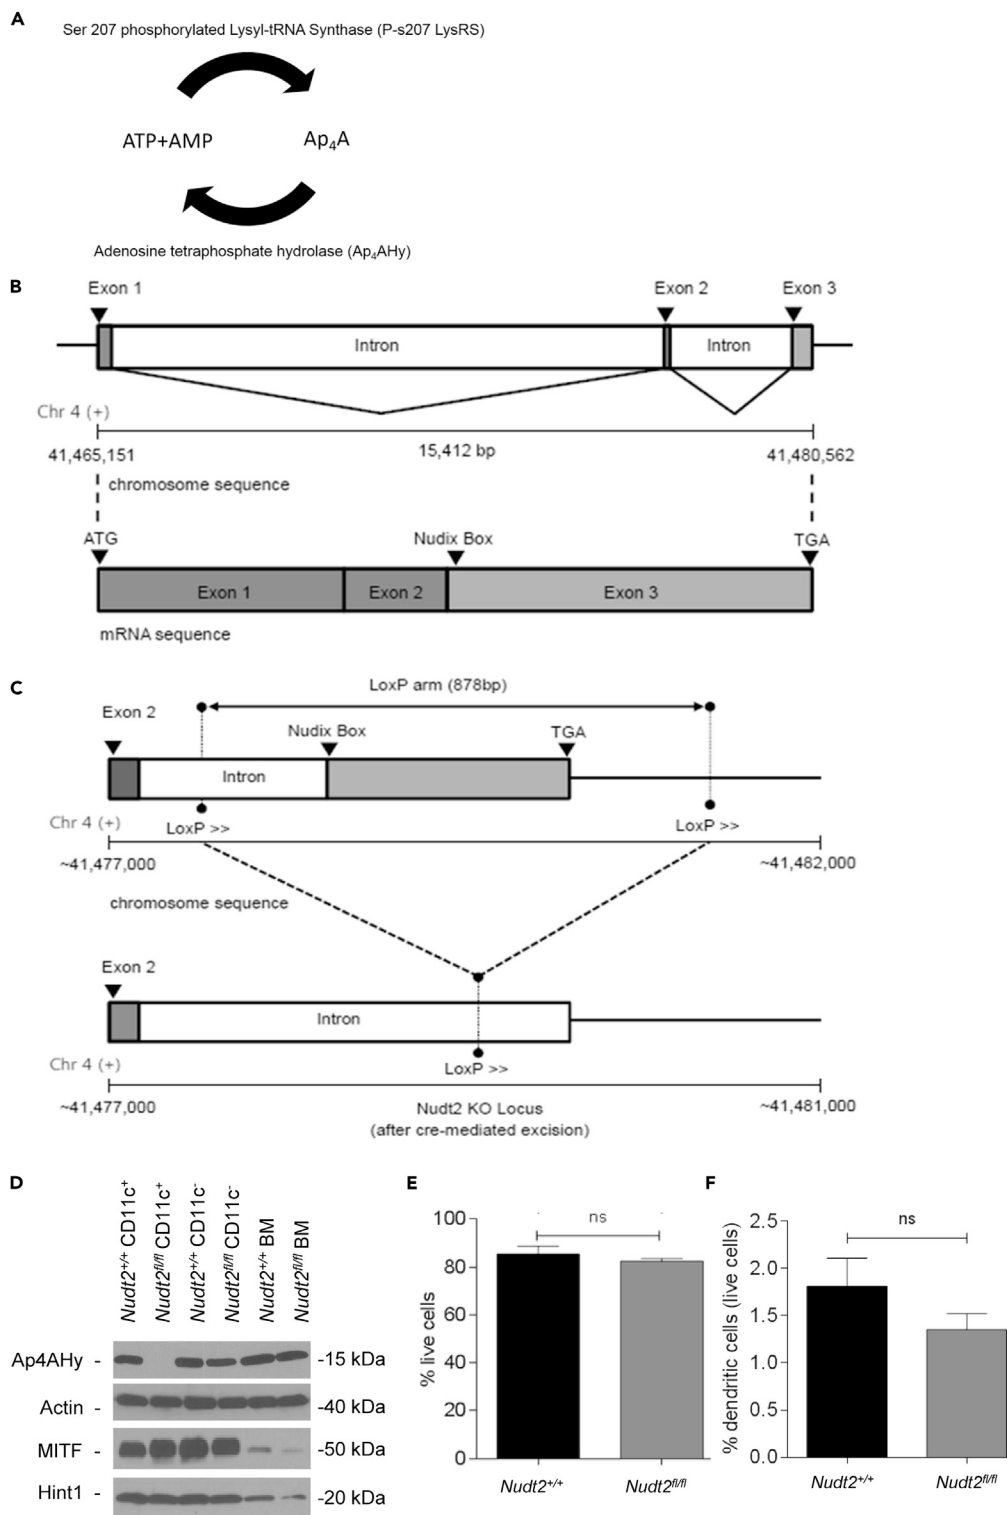 A
Ser 207 phosphorylated Lysyl-tRNA Synthase (P-s207 LysRS)
ATP+AMP
Ap4A
Adenosine tetraphosphate hydrolase (Ap4AHy)
B
Exon 1
Exon 2
Exon 3
Intron
Intron
Chr 4 (+)
41,465,151
15,412 bp
41,480,562
chromosome sequence
ATG
Nudix Box
TGA
Exon 1
Exon 2
Exon 3
mRNA sequence
C
LoxP arm (878bp)
Exon 2
Nudix Box
TGA
Intron
Chr 4 (+)
LoxP >>
LoxP >>
~41,477,000
~41,482,000
chromosome sequence
Exon 2
Intron
Chr 4 (+)
LoxP >>
~41,477,000
Nudt2 KO Locus
~41,481,000
(after cre-mediated excision)
D
Nudt2+/+ CD11c+
Nudt2fl/fl CD11c+
Nudt2+/+ CD11c-
Nudt2fl/fl CD11c-
Nudt2+/+ BM
Nudt2fl/fl BM
Ap4AHy -
-15 kDa
Actin -
-40 kDa
MITF -
-50 kDa
Hint1 -
-20 kDa
E
% live cells
100
80
60
40
20
0
ns
Nudt2+/+
Nudt2fl/fl
F
% dendritic cells (live cells)
2.5
2.0
1.5
1.0
0.5
0.0
ns
Nudt2+/+
Nudt2fl/fl